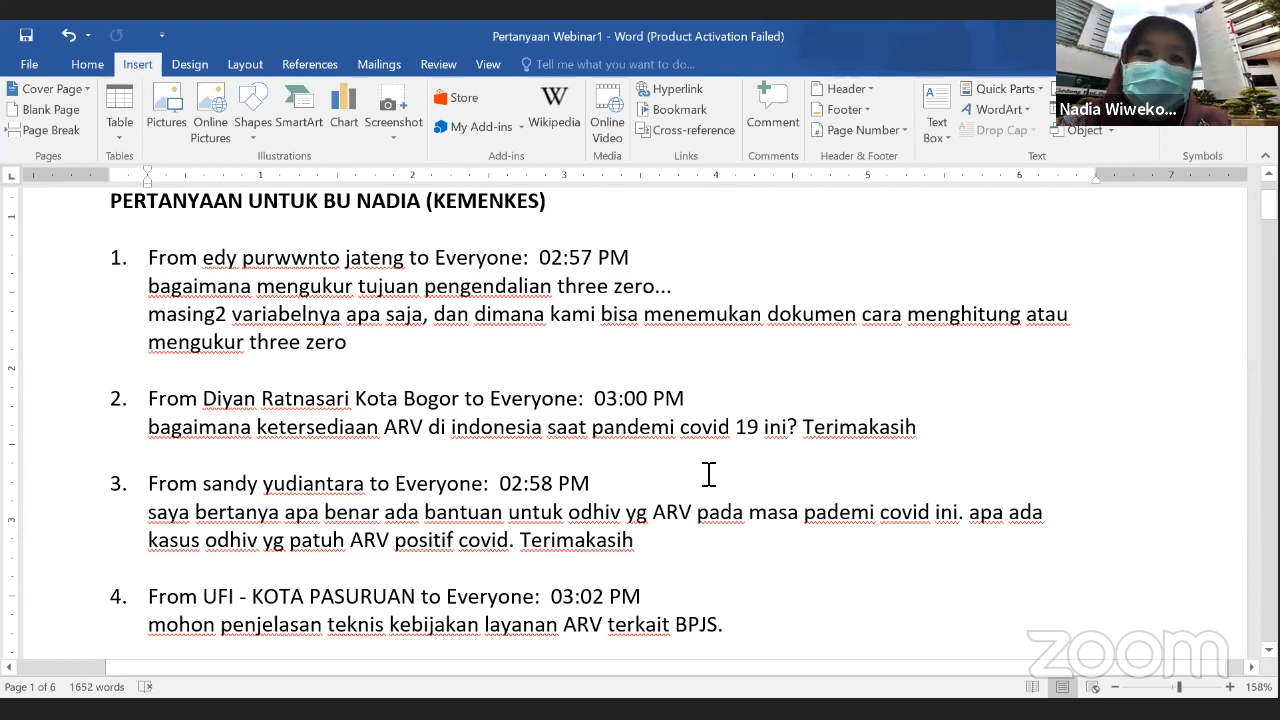 Pertanyaan Webinar1 - Word (Product Activation Failed)
File Home Insert Design Layout References Mailings Review View Tell me what you want to do...
Nadia Wiweko...
Cover Page
Blank Page
Page Break
Pages
Table
Tables
Pictures
Online Pictures
Shapes
SmartArt
Chart
Screenshot
Illustrations
Store
My Add-ins
Wikipedia
Add-ins
Online Video
Media
Hyperlink
Bookmark
Cross-reference
Links
Comment
Comments
Header
Footer
Page Number
Header & Footer
Text Box
Quick Parts
WordArt
Drop Cap
Object
Text
Symbols
1 2 3 4 5 6 7
1
2
3
PERTANYAAN UNTUK BU NADIA (KEMENKES)
1. From edy purwwnto jateng to Everyone: 02:57 PM
bagaimana mengukur tujuan pengendalian three zero...
masing2 variabelnya apa saja, dan dimana kami bisa menemukan dokumen cara menghitung atau
mengukur three zero
2. From Diyan Ratnasari Kota Bogor to Everyone: 03:00 PM
bagaimana ketersediaan ARV di indonesia saat pandemi covid 19 ini? Terimakasih
3. From sandy yudiantara to Everyone: 02:58 PM
saya bertanya apa benar ada bantuan untuk odhiv yg ARV pada masa pademi covid ini. apa ada
kasus odhiv yg patuh ARV positif covid. Terimakasih
4. From UFI - KOTA PASURUAN to Everyone: 03:02 PM
mohon penjelasan teknis kebijakan layanan ARV terkait BPJS.
zoom
Page 1 of 6 1652 words 158%